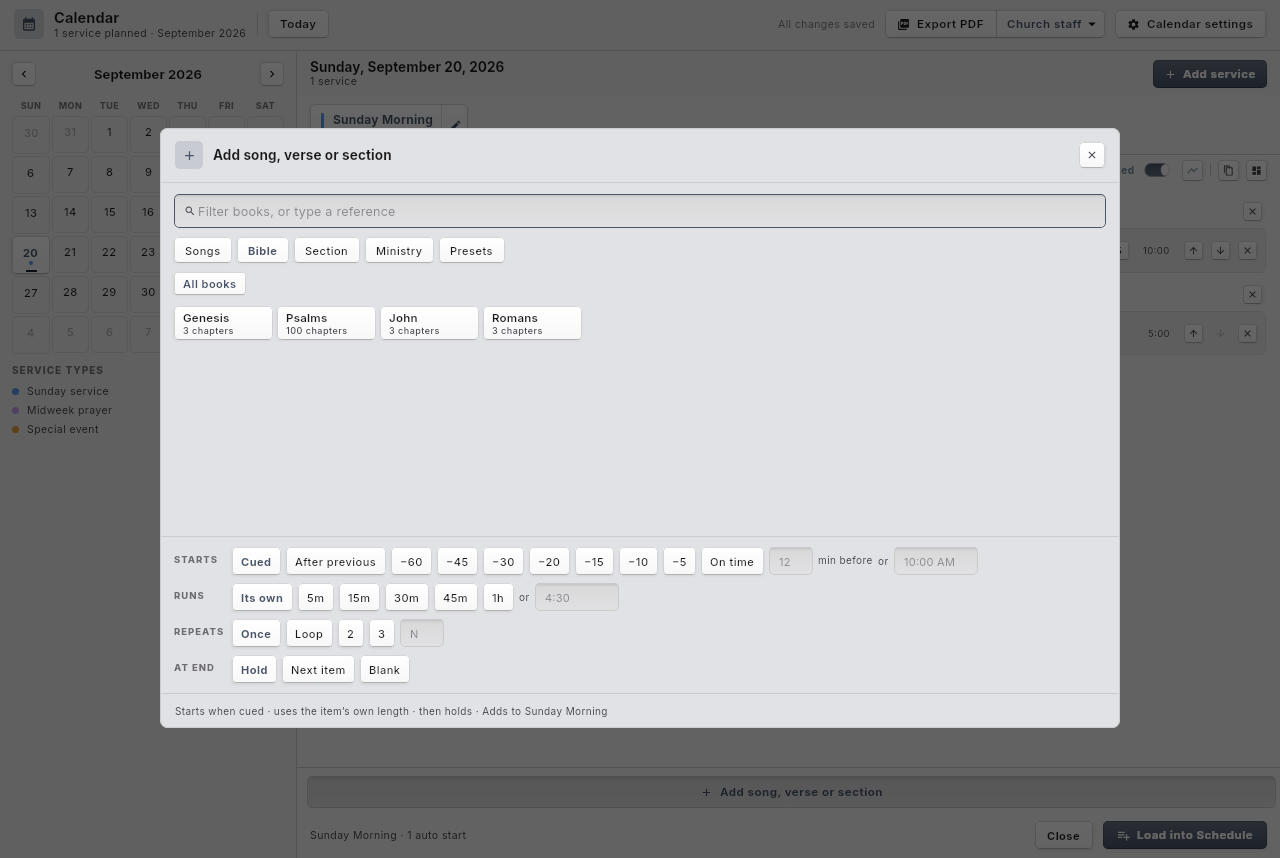 Calendar
1 service planned · September 2026
Today
All changes saved
Export PDF
Church staff
Calendar settings
September 2026
SUN MON TUE WED THU FRI SAT
30 31 1 2
6 7 8 9
13 14 15 16
20 21 22 23
27 28 29 30
4 5 6 7
SERVICE TYPES
Sunday service
Midweek prayer
Special event
Sunday, September 20, 2026
1 service
Add service
Sunday Morning
10:00
5:00
Add song, verse or section
Filter books, or type a reference
Songs Bible Section Ministry Presets
All books
Genesis Psalms John Romans
3 chapters 100 chapters 3 chapters 3 chapters
STARTS Cued After previous −60 −45 −30 −20 −15 −10 −5 On time 12 min before or 10:00 AM
RUNS Its own 5m 15m 30m 45m 1h or 4:30
REPEATS Once Loop 2 3 N
AT END Hold Next item Blank
Starts when cued · uses the item's own length · then holds · Adds to Sunday Morning
Add song, verse or section
Sunday Morning · 1 auto start
Close
Load into Schedule